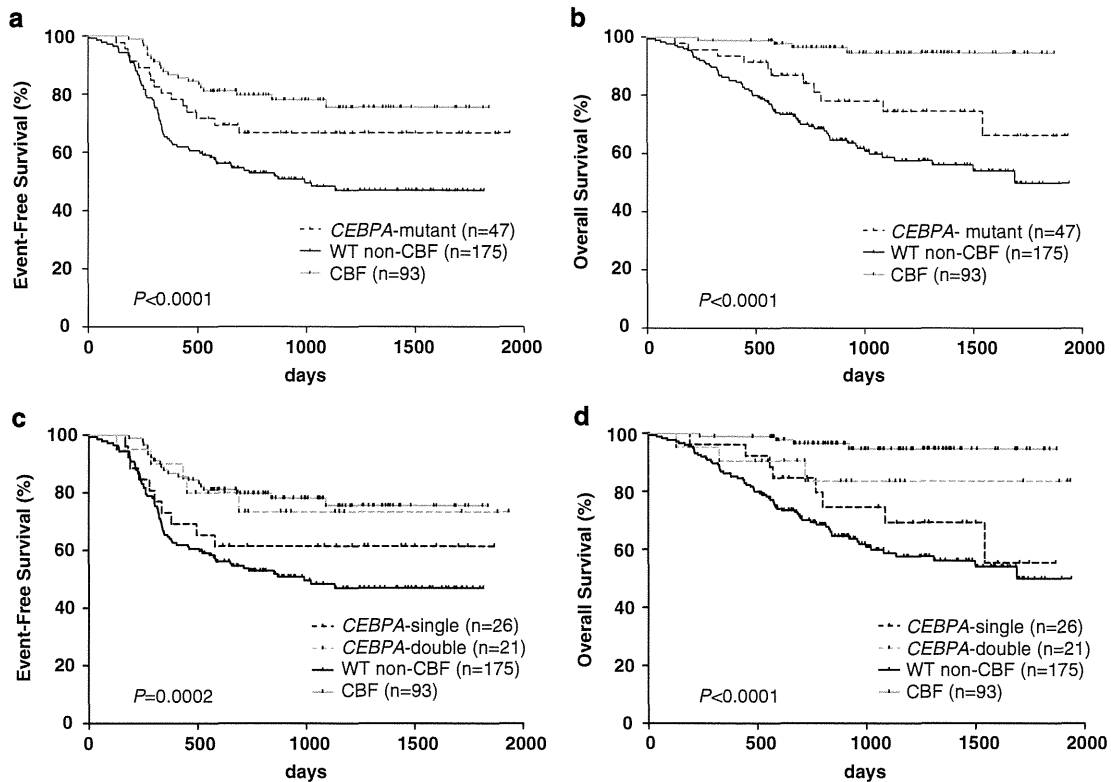 a
Event-Free Survival (%)
100
80
60
40
20
0
CEBPA-mutant (n=47)
WT non-CBF (n=175)
CBF (n=93)
P<0.0001
0 500 1000 1500 2000
days
b
Overall Survival (%)
100
80
60
40
20
0
CEBPA- mutant (n=47)
WT non-CBF (n=175)
CBF (n=93)
P<0.0001
0 500 1000 1500 2000
days
c
Event-Free Survival (%)
100
80
60
40
20
0
CEBPA-single (n=26)
CEBPA-double (n=21)
WT non-CBF (n=175)
CBF (n=93)
P=0.0002
0 500 1000 1500 2000
days
d
Overall Survival (%)
100
80
60
40
20
0
CEBPA-single (n=26)
CEBPA-double (n=21)
WT non-CBF (n=175)
CBF (n=93)
P<0.0001
0 500 1000 1500 2000
days